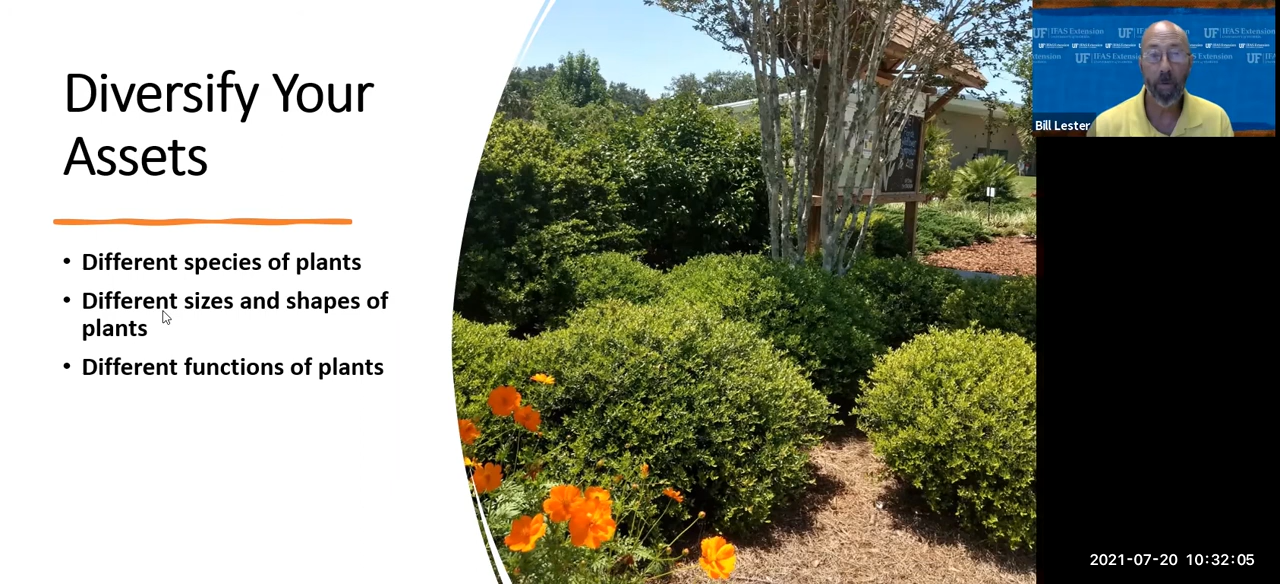 Diversify Your
Assets
• Different species of plants
• Different sizes and shapes of
plants
• Different functions of plants
UF IFAS Extension
Bill Lester
2021-07-20 10:32:05